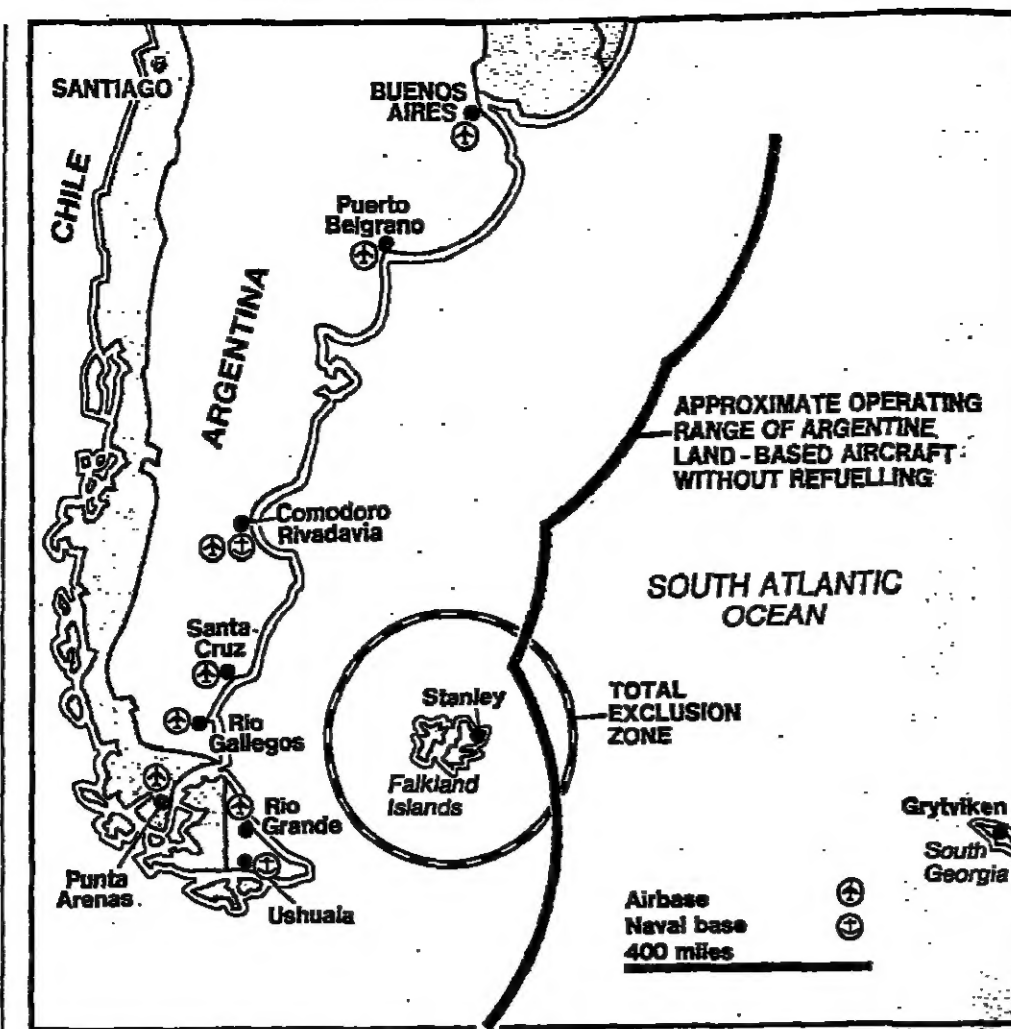 SANTIAGO
BUENOS
AIRES
CHILE
Puerto
Belgrano
ARGENTINA
APPROXIMATE OPERATING
RANGE OF ARGENTINE
LAND-BASED AIRCRAFT
WITHOUT REFUELLING
Comodoro
Rivadavia
SOUTH ATLANTIC
OCEAN
Santa
Cruz
Stanley
TOTAL
EXCLUSION
ZONE
Rio
Gallegos
Falkland
Islands
Rio
Grande
Grytviken
South
Georgia
Punta
Arenas
Ushuaia
Airbase
Naval base
400 miles